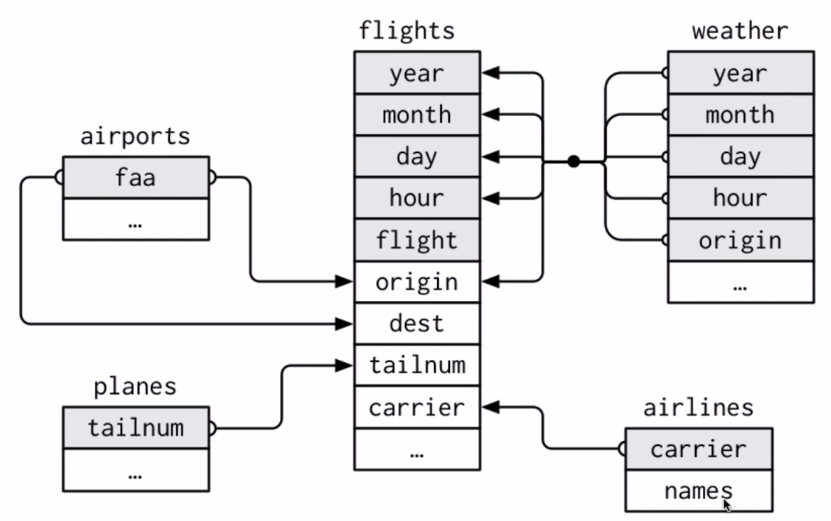 flights
year
month
day
hour
flight
origin
dest
tailnum
carrier
…
weather
year
month
day
hour
origin
…
airports
faa
…
planes
tailnum
…
airlines
carrier
names